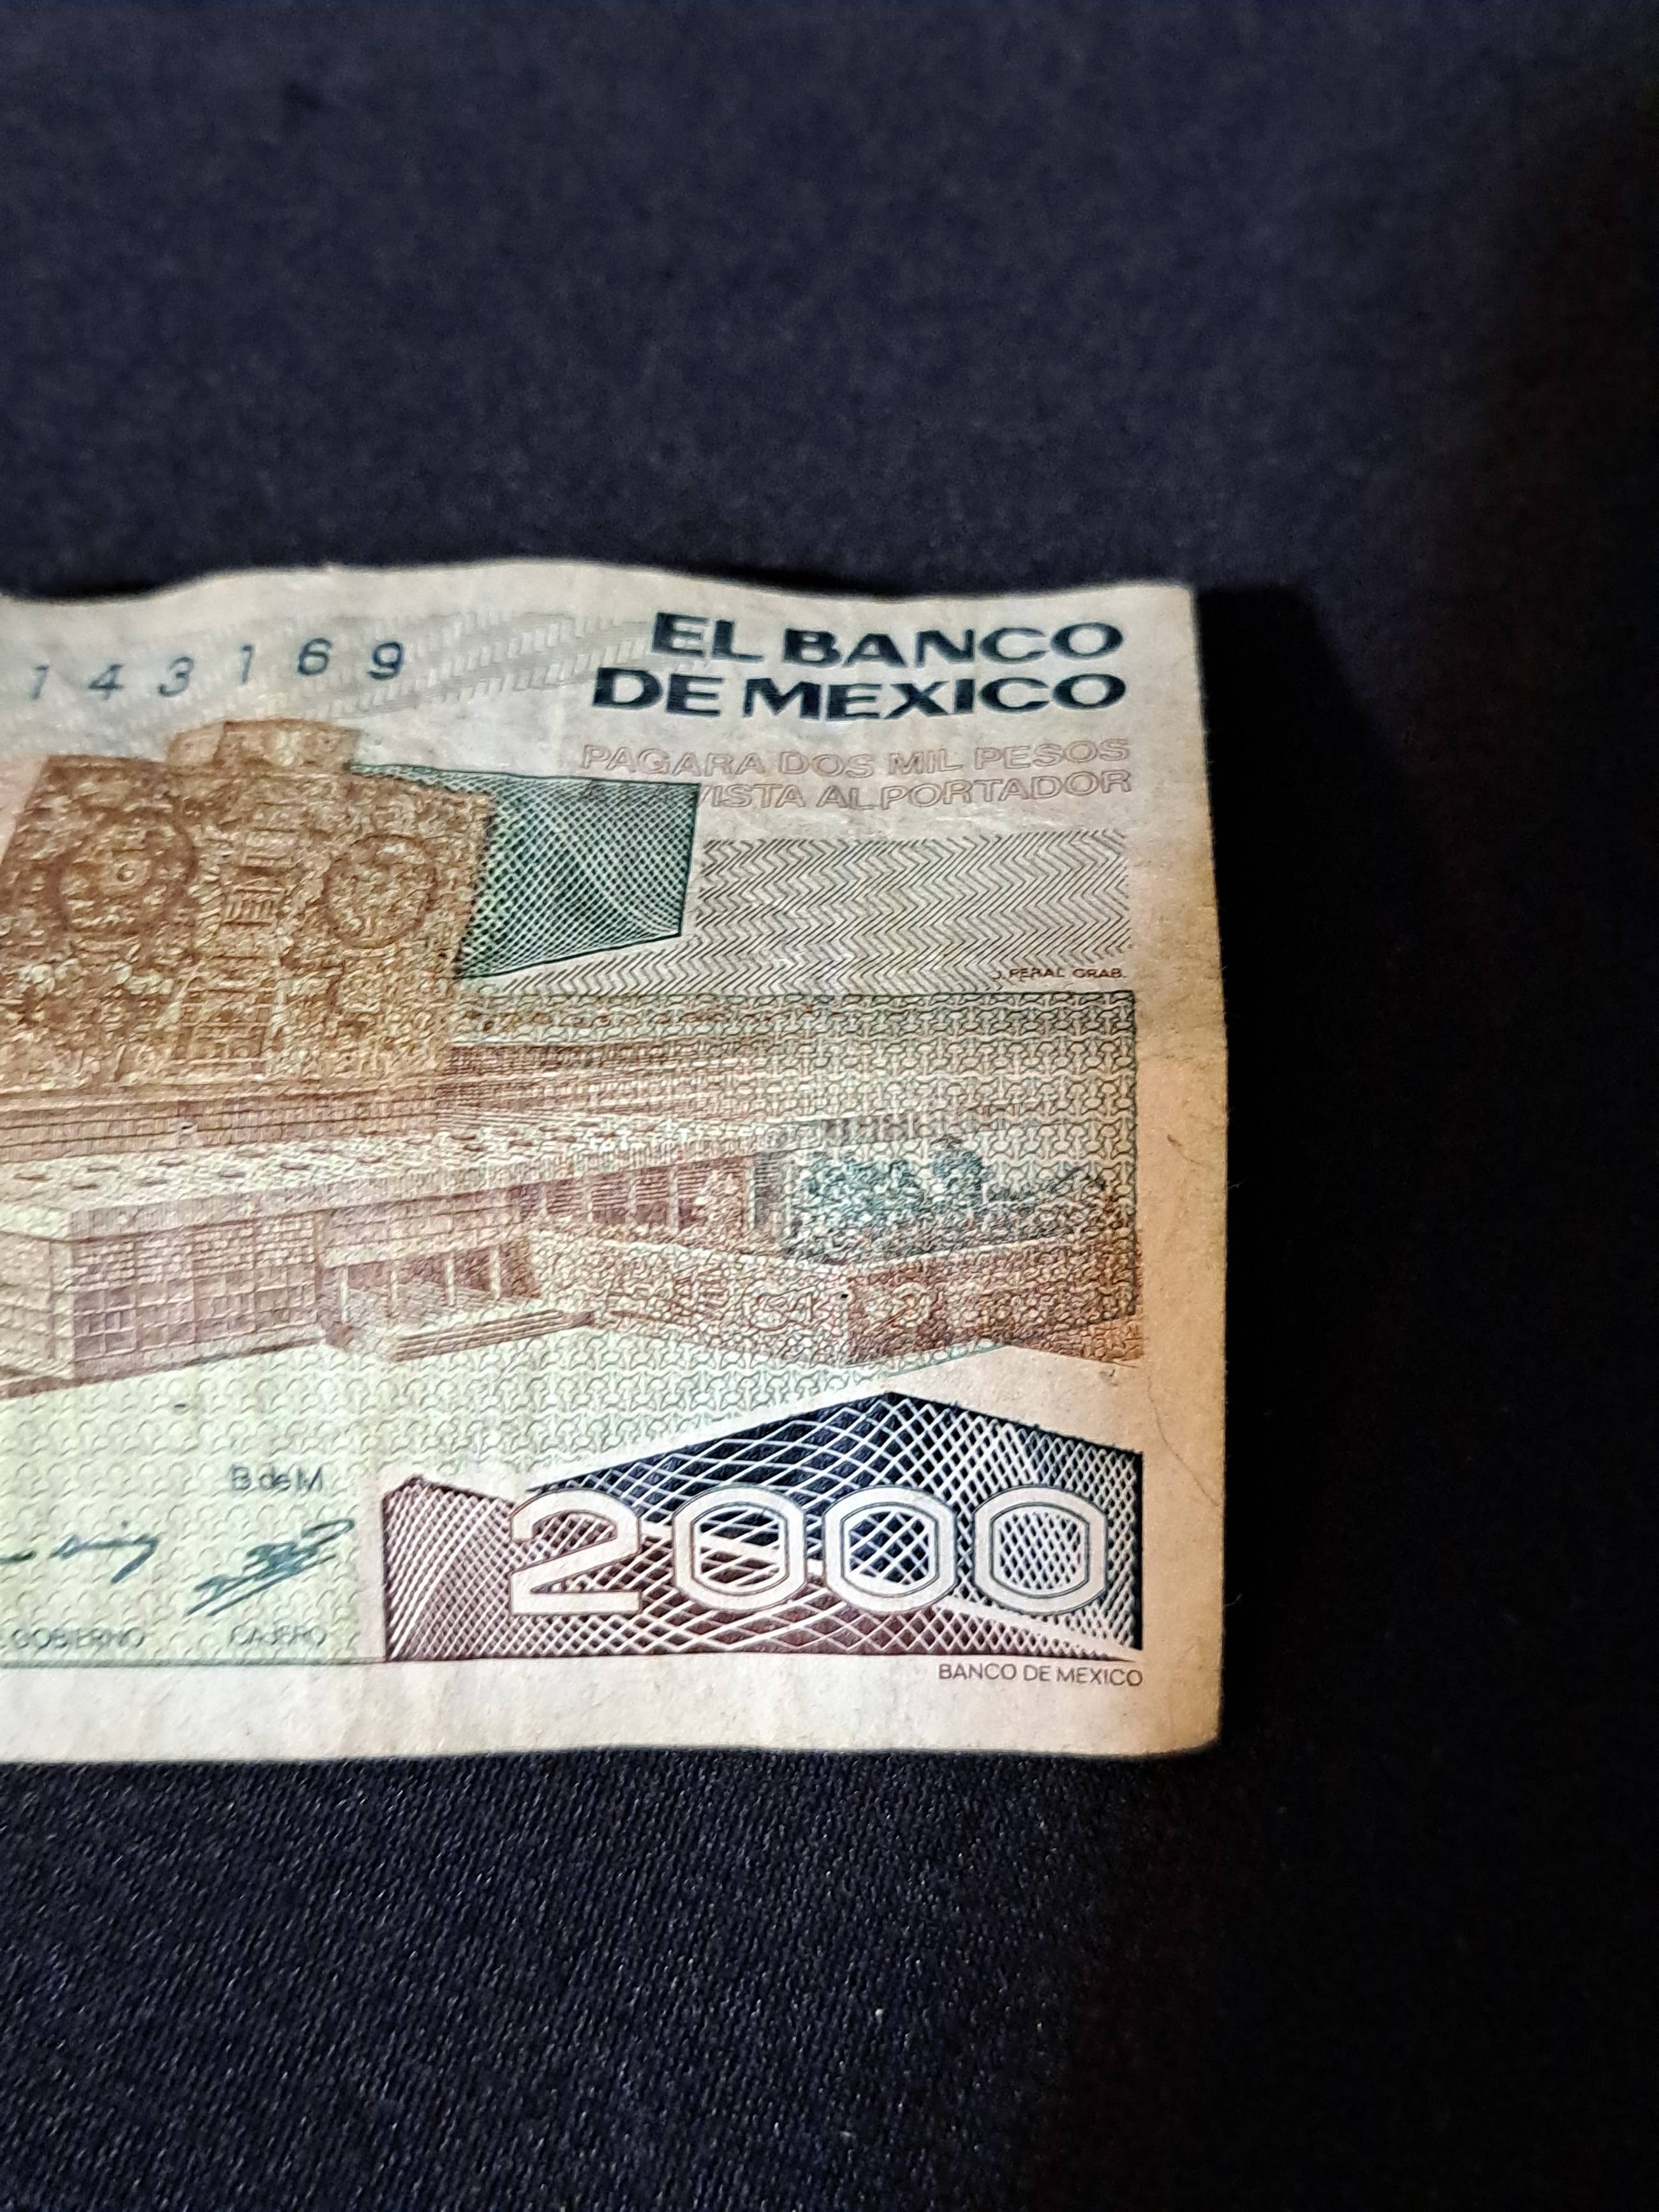 143169
EL BANCO
DE MEXICO
PAGARA DOS MIL PESOS
VISTA AL PORTADOR
J. PERAL GRAB.
B de M
GOBIERNO CAJERO
2000
BANCO DE MEXICO